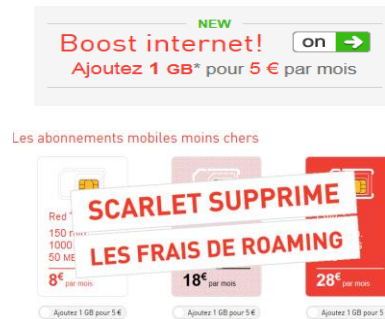 NEW
Boost internet! on
Ajoutez 1 GB* pour 5 € par mois
Les abonnements mobiles moins chers
SCARLET SUPPRIME
LES FRAIS DE ROAMING
Red
150
1000
50
8€ par mois
18€ par mois
28€ par mois
Ajoutez 1 GB pour 5 €
Ajoutez 1 GB pour 5 €
Ajoutez 1 GB pour 5